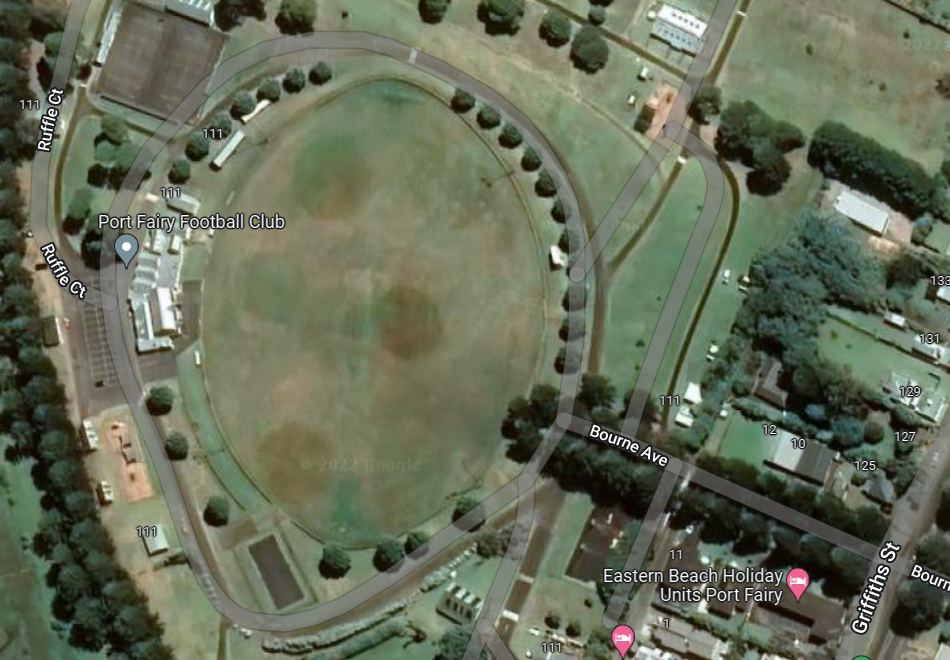 111
Ruffle Ct
111
111
Port Fairy Football Club
Ruffle Ct
133
131
129
111
12
10
127
125
Bourne Ave
© 2022 Google
111
11
Eastern Beach Holiday
Units Port Fairy
Griffiths St
Bourn
1
111